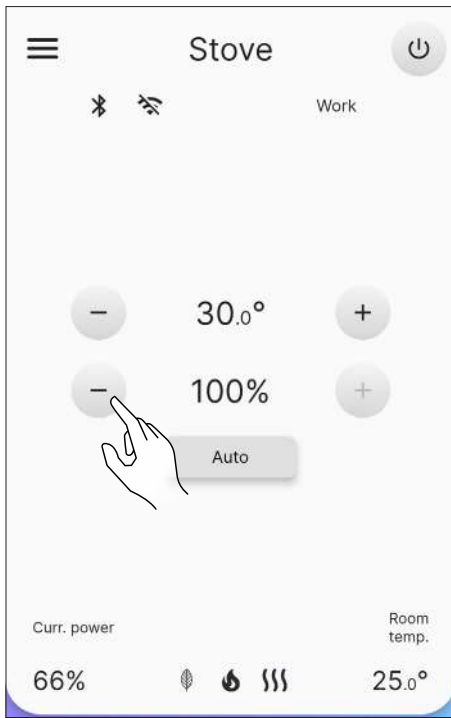 Stove
Work
− 30.0° +
− 100% +
Auto
Curr. power
Room
temp.
66%
25.0°